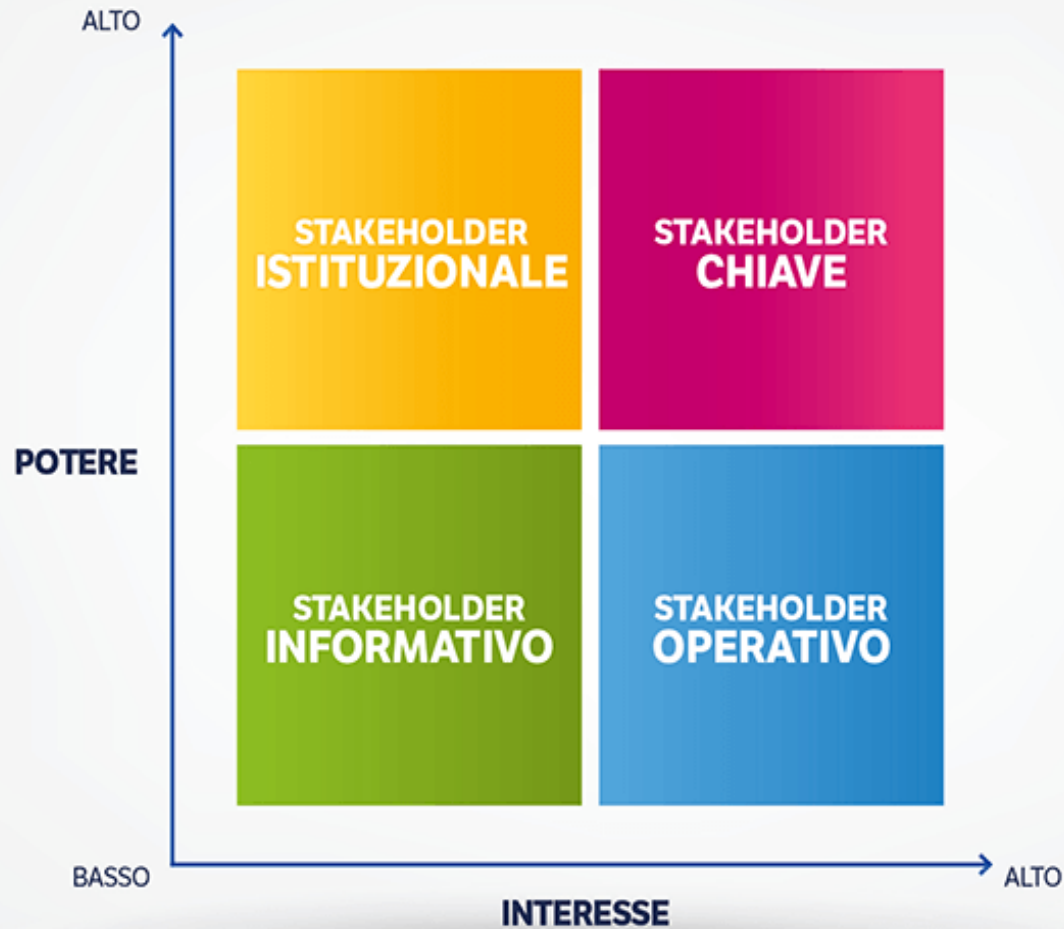 ALTO
STAKEHOLDER
ISTITUZIONALE
STAKEHOLDER
CHIAVE
POTERE
STAKEHOLDER
INFORMATIVO
STAKEHOLDER
OPERATIVO
BASSO
ALTO
INTERESSE